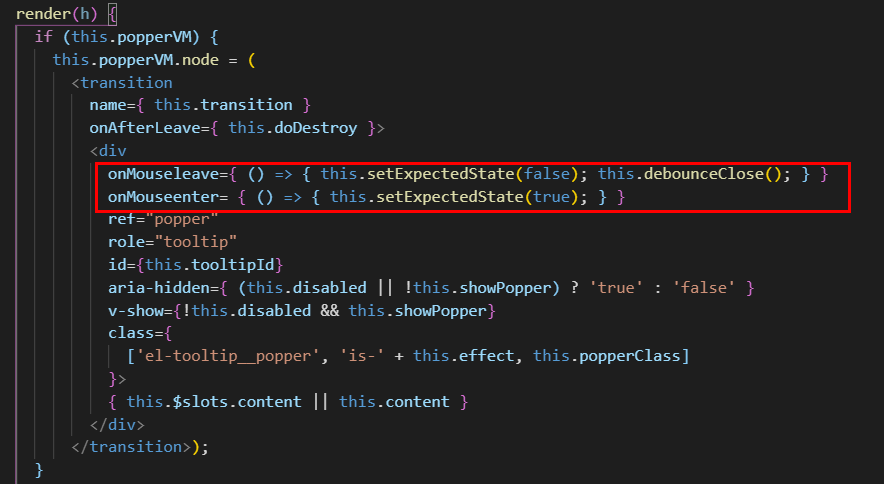 render(h) {
if (this.popperVM) {
this.popperVM.node = (
<transition
name={ this.transition }
onAfterLeave={ this.doDestroy }>
<div
onMouseleave={ () => { this.setExpectedState(false); this.debounceClose(); } }
onMouseenter= { () => { this.setExpectedState(true); } }
ref="popper"
role="tooltip"
id={this.tooltipId}
aria-hidden={ (this.disabled || !this.showPopper) ? 'true' : 'false' }
v-show={!this.disabled && this.showPopper}
class={
['el-tooltip__popper', 'is-' + this.effect, this.popperClass]
}>
{ this.$slots.content || this.content }
</div>
</transition>);
}